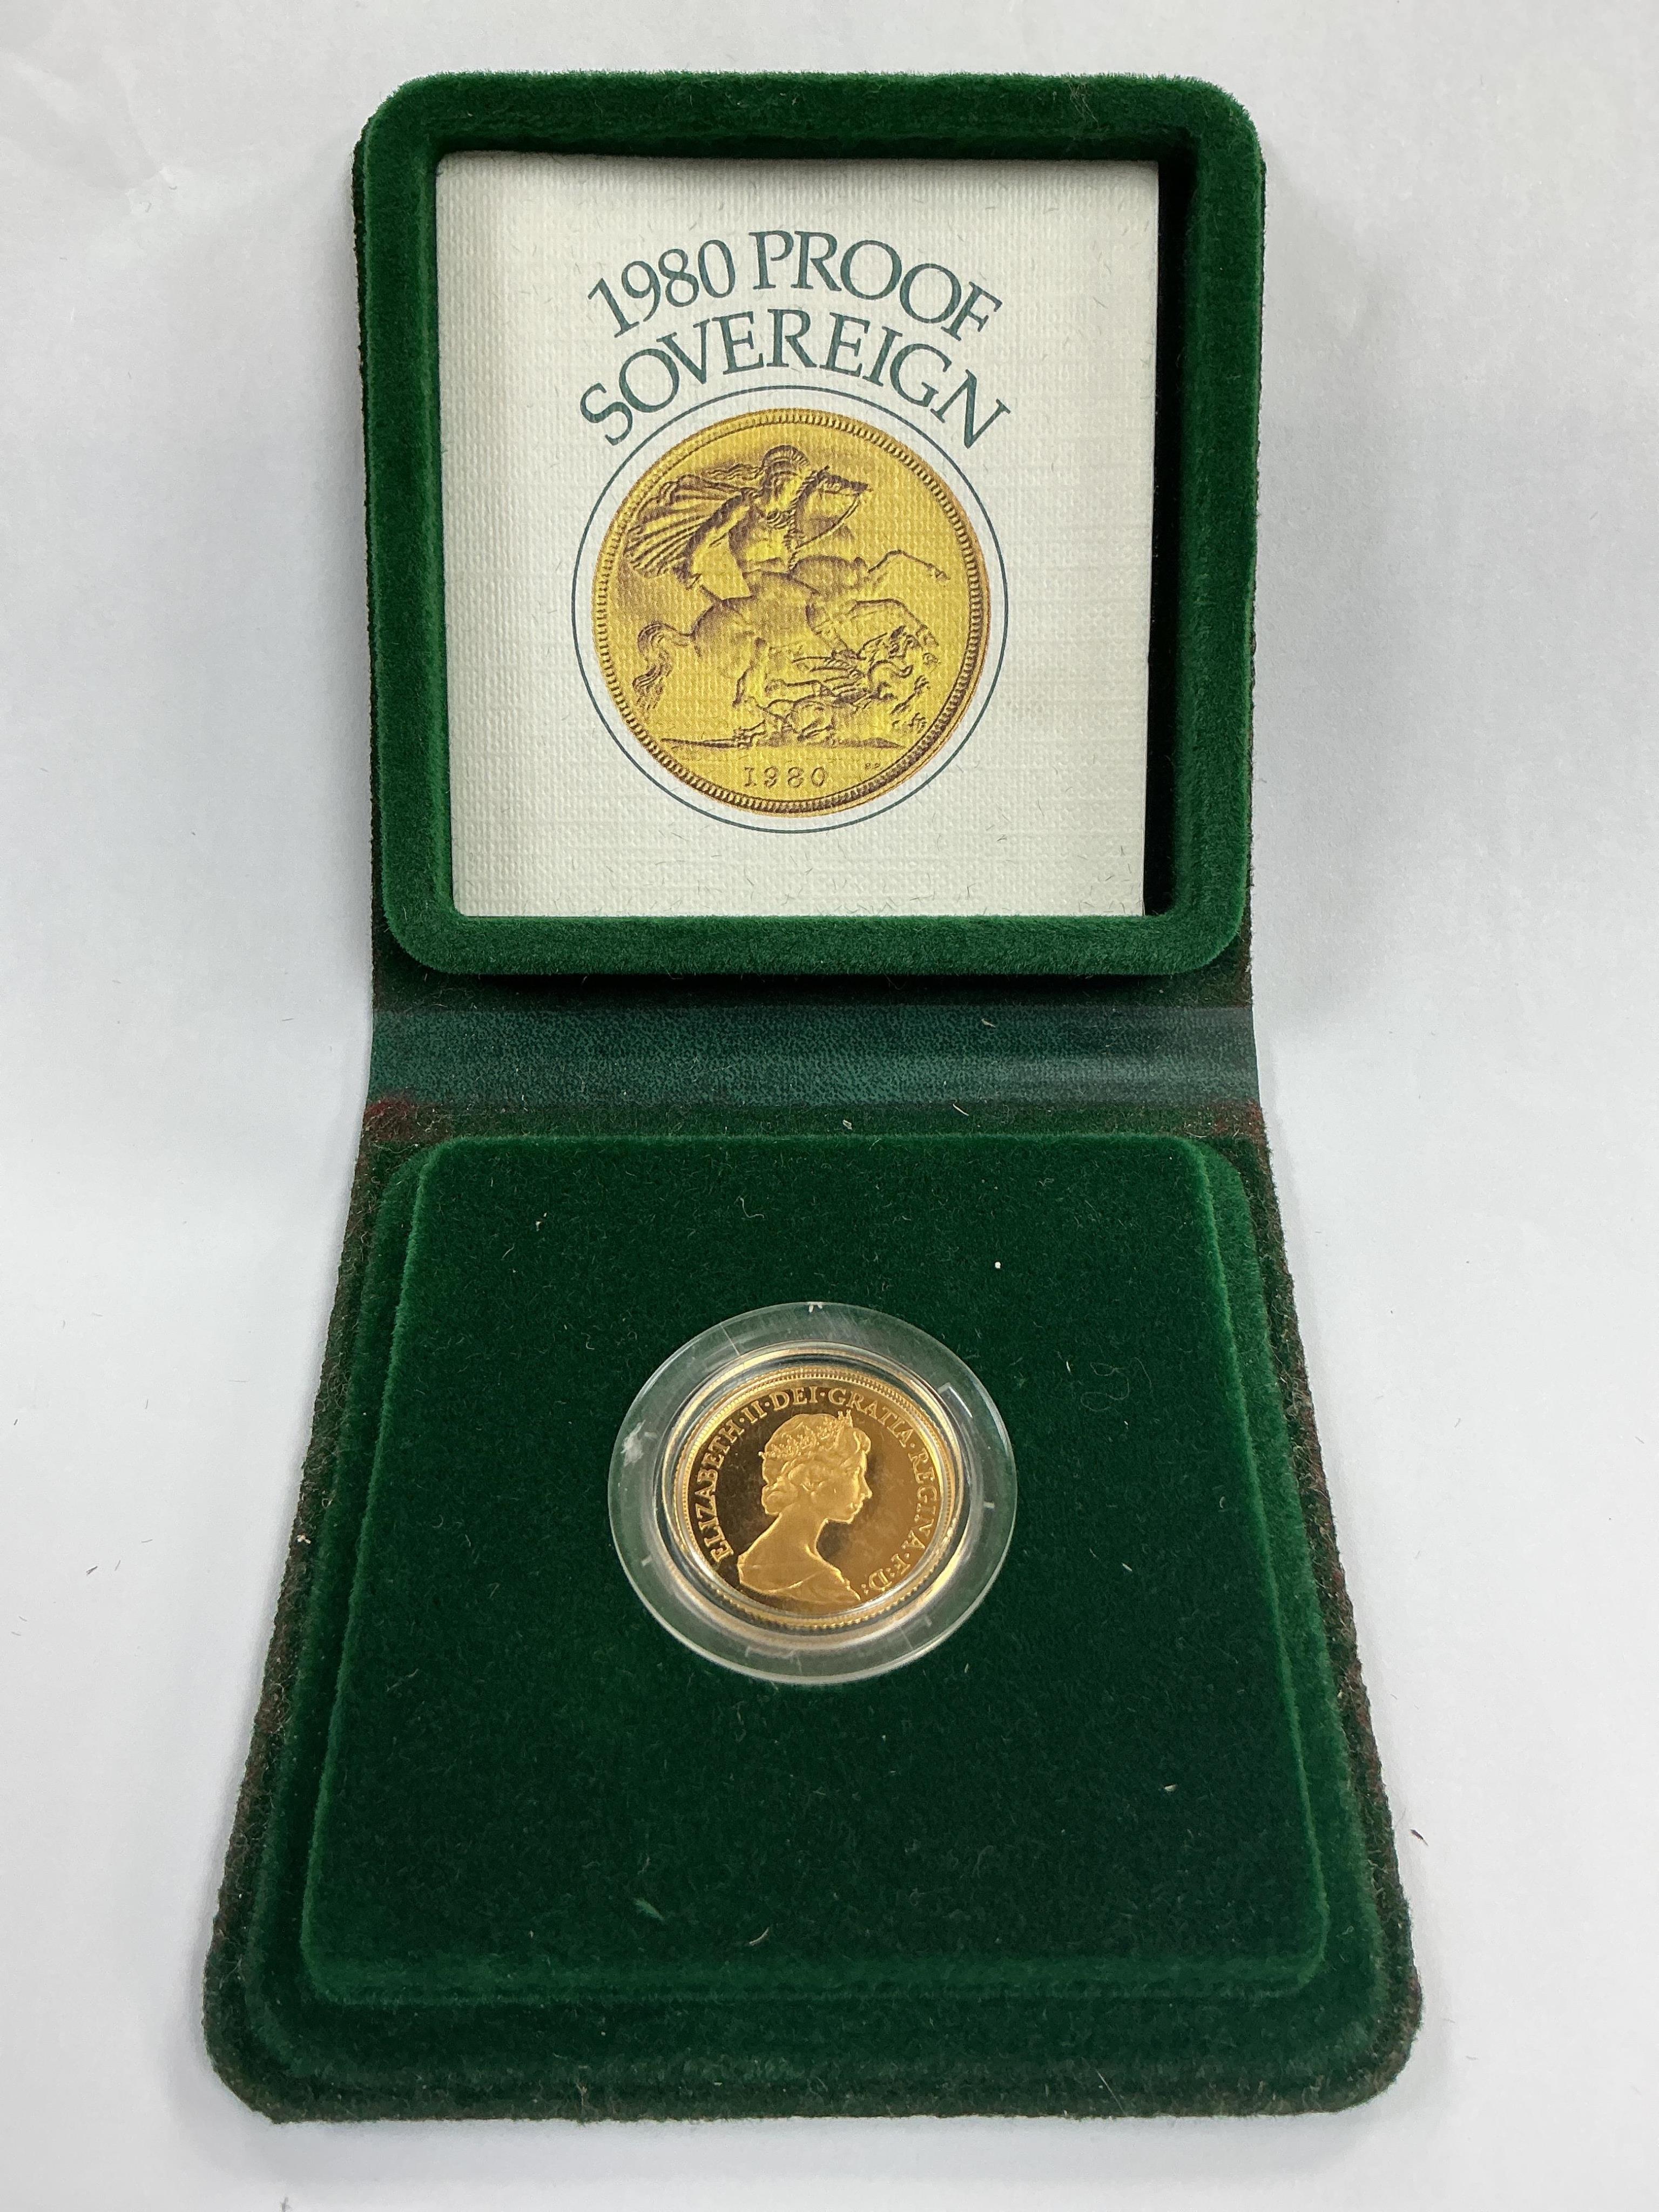 1980 PROOF
SOVEREIGN
1980
B.P.
ELIZABETH·II·DEI·GRATIA·REGINA·F:D: